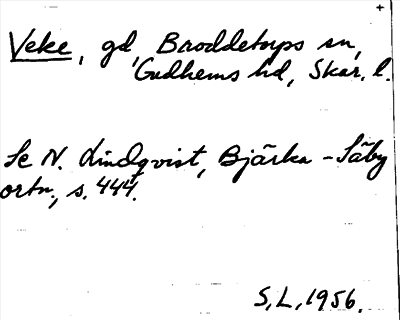 Veke, gd, Broddetorps sn,
Gudhems hd, Skar. l.
Se N. Lindqvist, Bjärka-Säby
ortn., s. 444.
S.L. 1956.